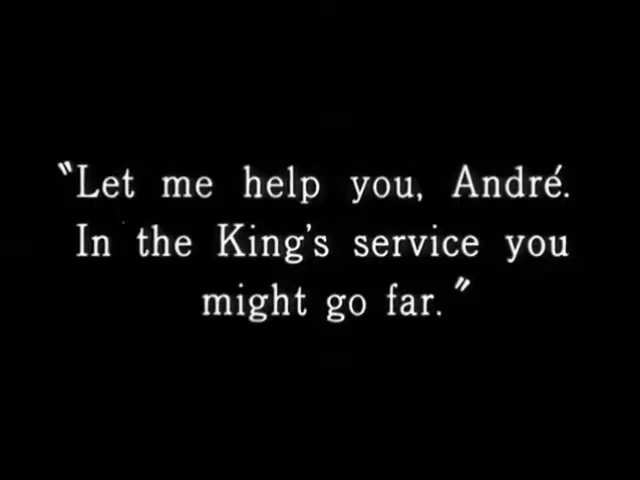 "Let me help you, André.
In the King's service you
might go far."